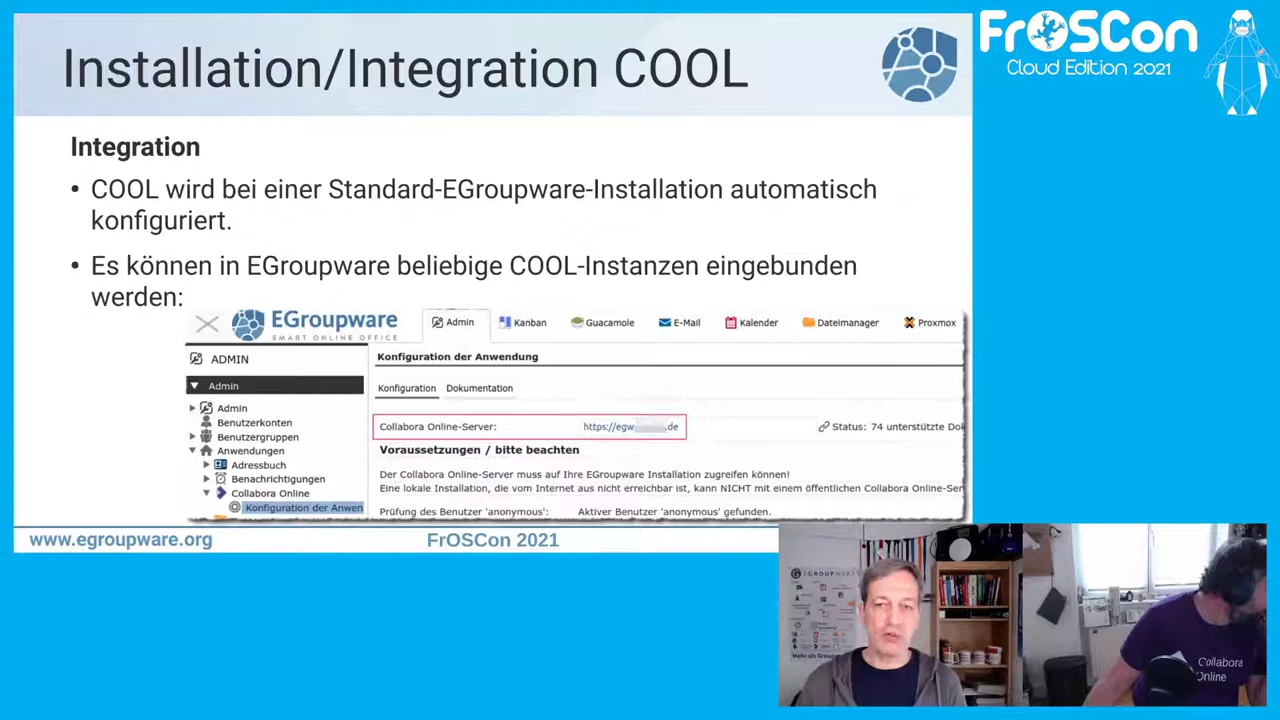 Installation/Integration COOL
FrOSCon
Cloud Edition 2021
Integration
• COOL wird bei einer Standard-EGroupware-Installation automatisch
konfiguriert.
• Es können in EGroupware beliebige COOL-Instanzen eingebunden
werden:
EGroupware
SMART ONLINE OFFICE
Admin
Kanban
Guacamole
E-Mail
Kalender
Dateimanager
Proxmox
ADMIN
Admin
Admin
Benutzerkonten
Benutzergruppen
Anwendungen
Adressbuch
Benachrichtigungen
Collabora Online
Konfiguration der Anwen
Konfiguration der Anwendung
Konfiguration Dokumentation
Collabora Online-Server: https://egw .de Status: 74 unterstützte Dok
Voraussetzungen / bitte beachten
Der Collabora Online-Server muss auf Ihre EGroupware Installation zugreifen können!
Eine lokale Installation, die vom Internet aus nicht erreichbar ist, kann NICHT mit einem öffentlichen Collabora Online-Ser
Prüfung des Benutzer 'anonymous': Aktiver Benutzer 'anonymous' gefunden.
www.egroupware.org
FrOSCon 2021
EGROUPWARE
Collabora
Online